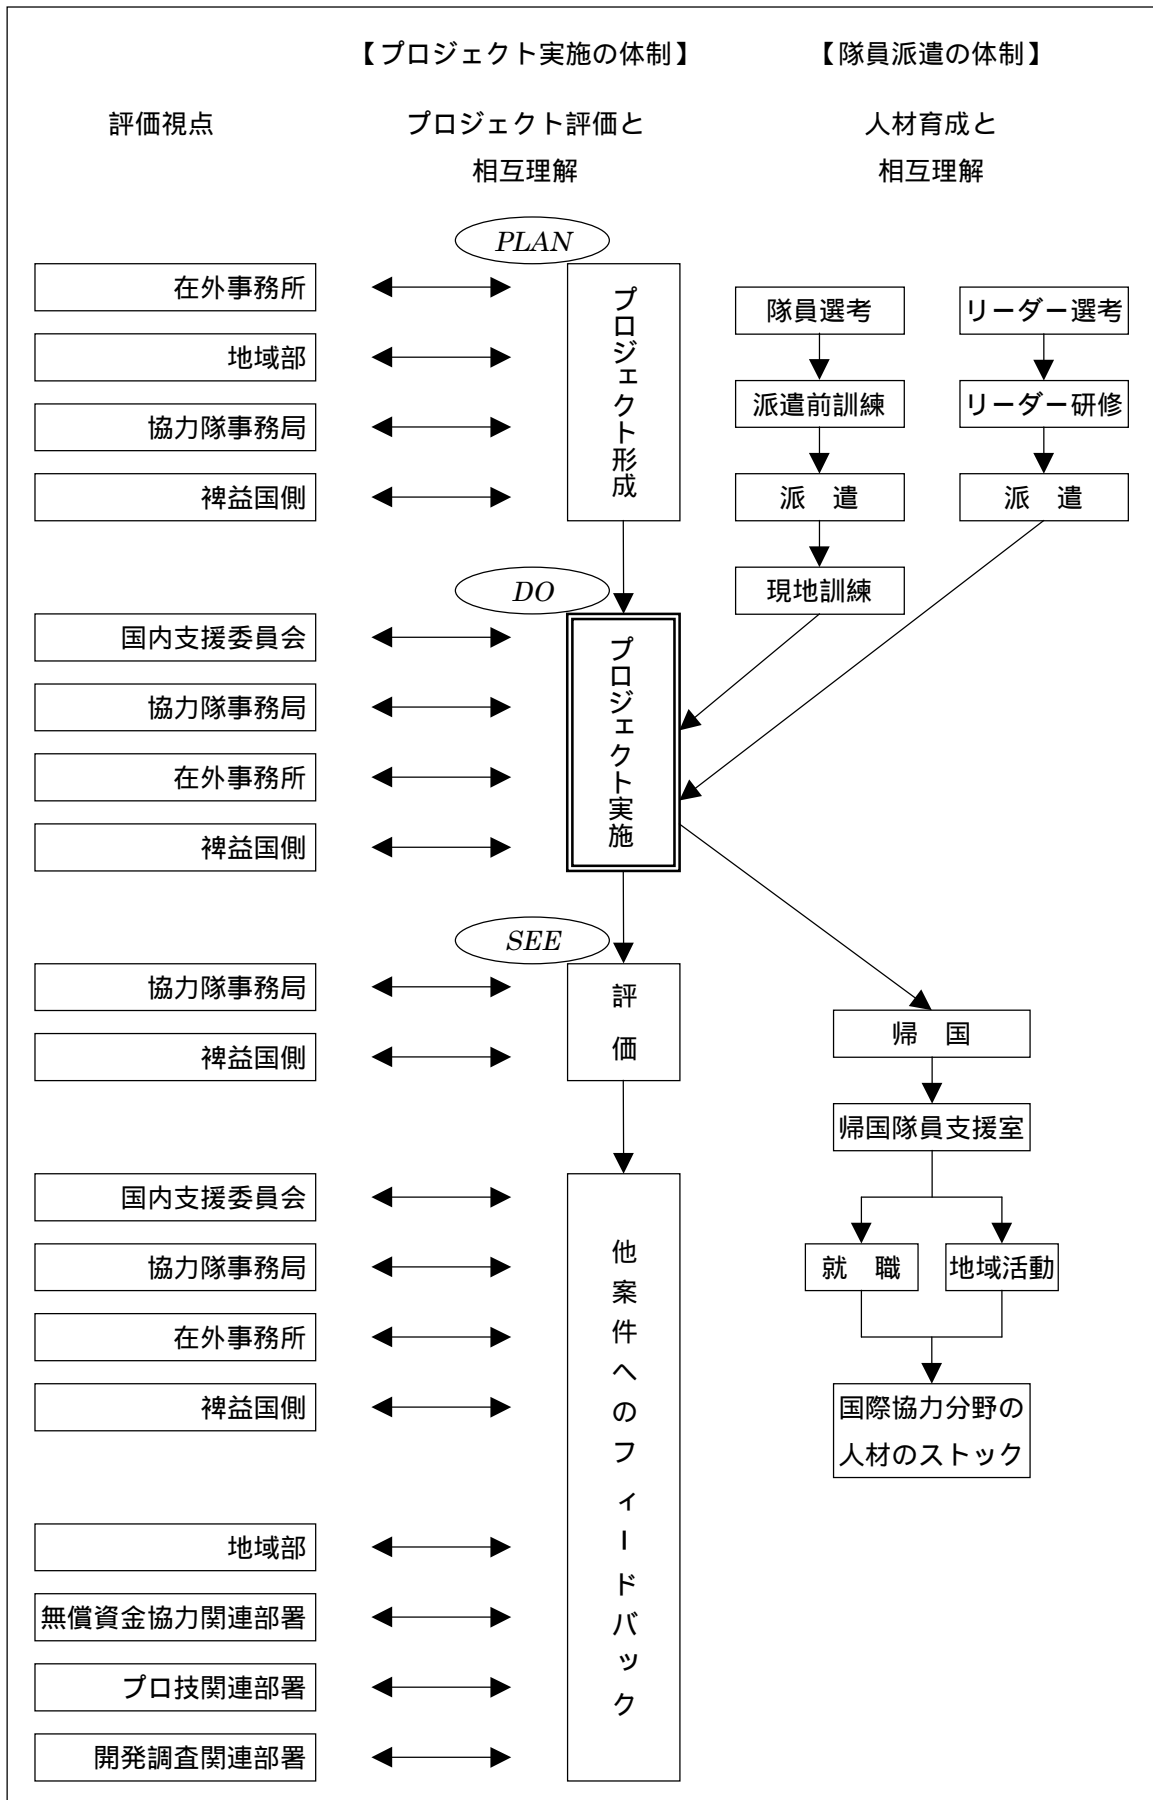 【プロジェクト実施の体制】
【隊員派遣の体制】
評価視点
プロジェクト評価と
相互理解
人材育成と
相互理解
PLAN
在外事務所
地域部
協力隊事務局
裨益国側
プロジェクト形成
隊員選考
派遣前訓練
派　遣
現地訓練
リーダー選考
リーダー研修
派　遣
DO
国内支援委員会
協力隊事務局
在外事務所
裨益国側
プロジェクト実施
SEE
協力隊事務局
裨益国側
評価
帰　国
帰国隊員支援室
就　職
地域活動
国際協力分野の
人材のストック
国内支援委員会
協力隊事務局
在外事務所
裨益国側
地域部
無償資金協力関連部署
プロ技関連部署
開発調査関連部署
他案件へのフィードバック